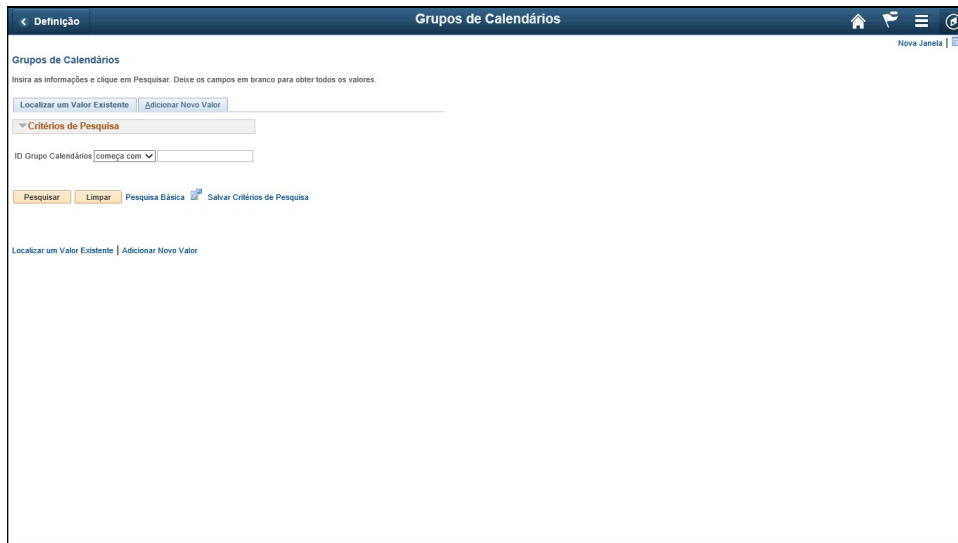 Definição
Grupos de Calendários
Nova Janela |
Grupos de Calendários
Insira as informações e clique em Pesquisar. Deixe os campos em branco para obter todos os valores.
Localizar um Valor Existente Adicionar Novo Valor
Critérios de Pesquisa
ID Grupo Calendários começa com
Pesquisar Limpar Pesquisa Básica Salvar Critérios de Pesquisa
Localizar um Valor Existente | Adicionar Novo Valor